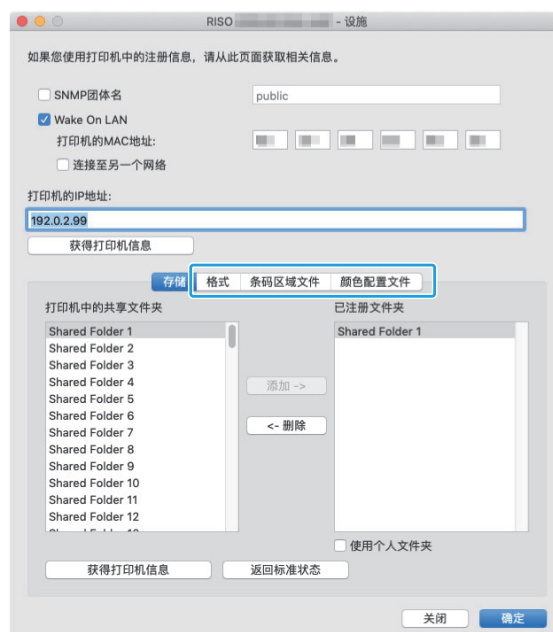 RISO - 设施
如果您使用打印机中的注册信息，请从此页面获取相关信息。
SNMP团体名 public
Wake On LAN
打印机的MAC地址:
连接至另一个网络
打印机的IP地址:
192.0.2.99
获得打印机信息
存储 格式 条码区域文件 颜色配置文件
打印机中的共享文件夹 已注册文件夹
Shared Folder 1 Shared Folder 1
Shared Folder 2
Shared Folder 3
Shared Folder 4 添加 ->
Shared Folder 5
Shared Folder 6
Shared Folder 7 <- 删除
Shared Folder 8
Shared Folder 9
Shared Folder 10
Shared Folder 11
Shared Folder 12
使用个人文件夹
获得打印机信息 返回标准状态
关闭 确定